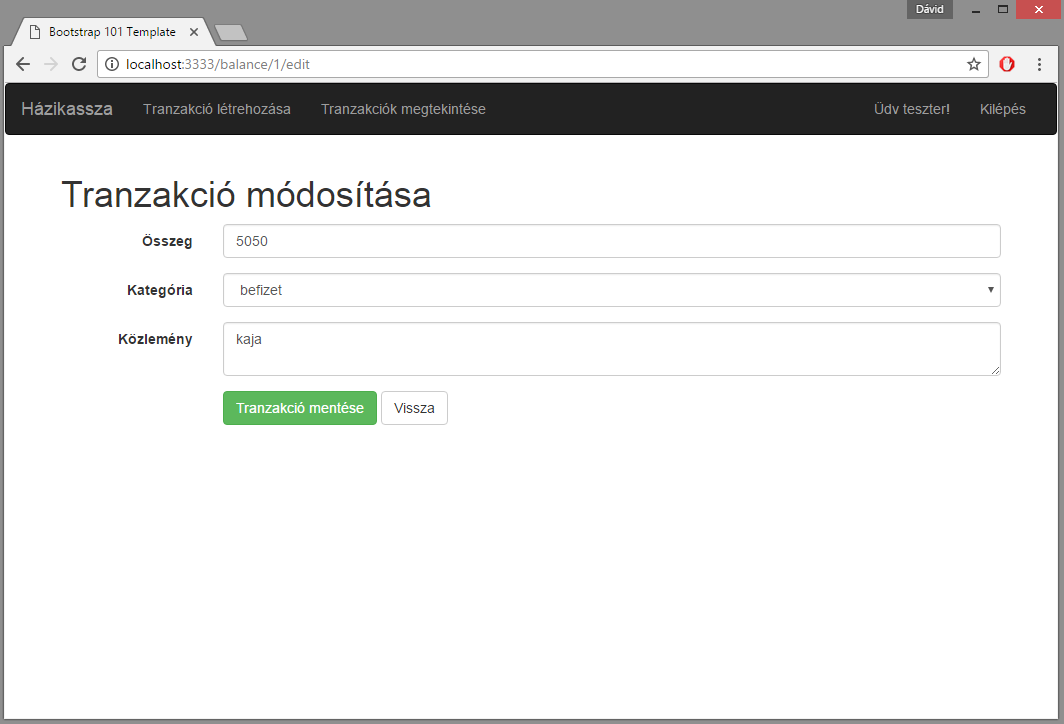 Dávid
Bootstrap 101 Template
localhost:3333/balance/1/edit
Házikassza Tranzakció létrehozása Tranzakciók megtekintése Üdv teszter! Kilépés
Tranzakció módosítása
Összeg 5050
Kategória befizet
Közlemény kaja
Tranzakció mentése Vissza